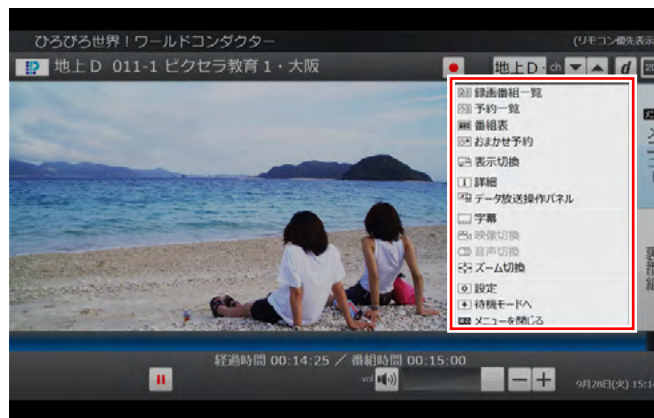 ひろびろ世界！ワールドコンダクター
(リモコン優先表示
地上D 011-1 ピクセラ教育1・大阪
地上D・ch
d
録画番組一覧
予約一覧
番組表
おまかせ予約
表示切換
詳細
データ放送操作パネル
字幕
映像切換
音声切換
ズーム切換
設定
待機モードへ
メニューを閉じる
裏番組
経過時間 00:14:25 / 番組時間 00:15:00
vol
9月28日(火) 15:1